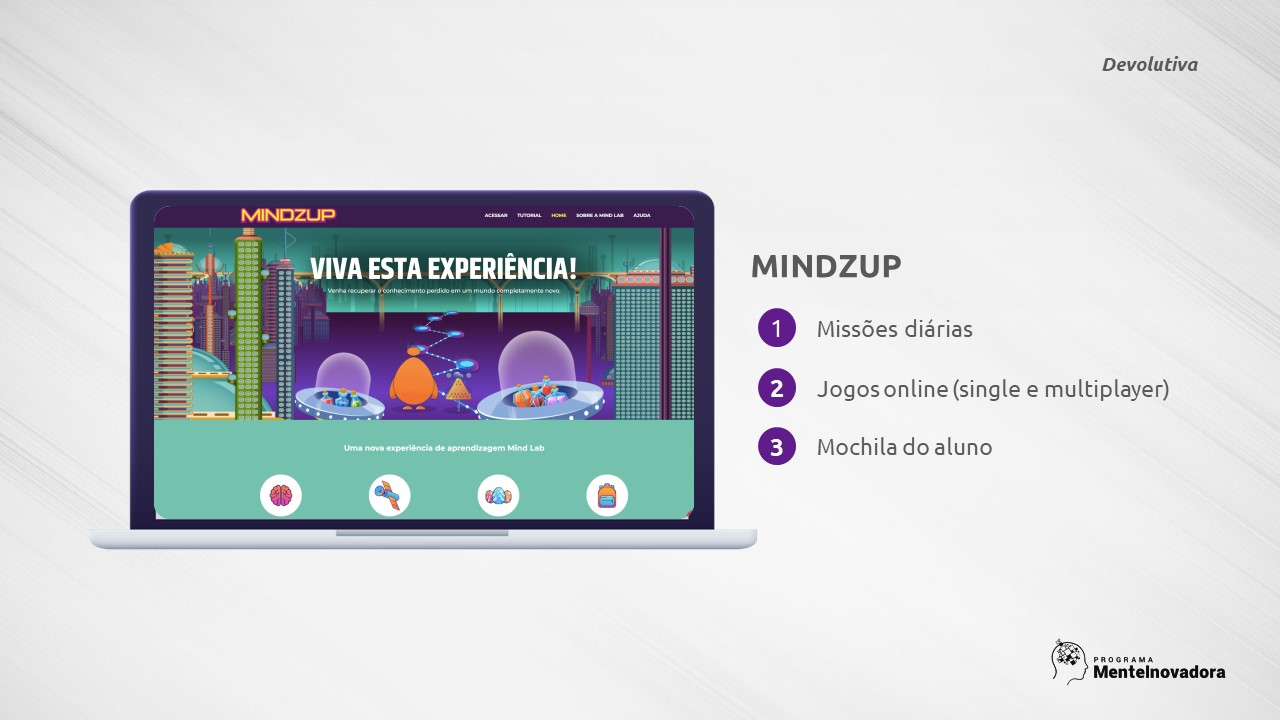 Devolutiva
MINDZUP
ACESSAR TUTORIAL HOME SOBRE A MIND LAB AJUDA
VIVA ESTA EXPERIÊNCIA!
Venha recuperar o conhecimento perdido em um mundo completamente novo.
Uma nova experiência de aprendizagem Mind Lab
MINDZUP
1 Missões diárias
2 Jogos online (single e multiplayer)
3 Mochila do aluno
PROGRAMA
MenteInovadora